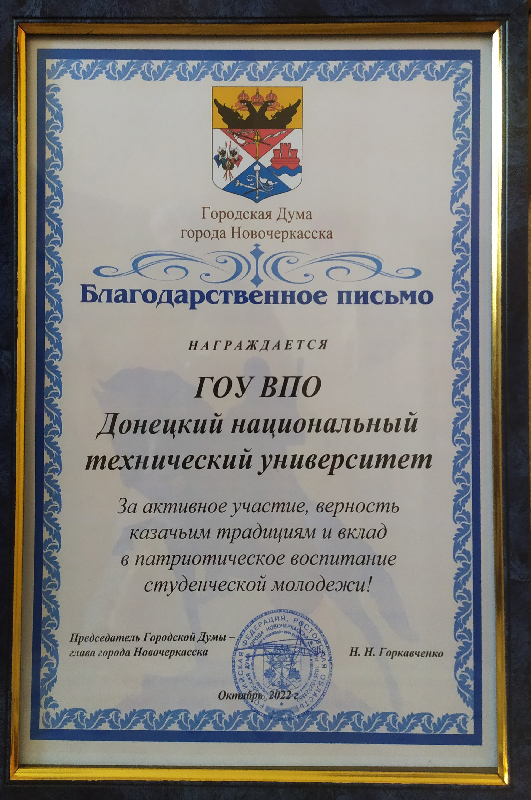 Городская Дума
города Новочеркасска
Благодарственное письмо
НАГРАЖДАЕТСЯ
ГОУ ВПО
Донецкий национальный
технический университет
За активное участие, верность
казачьим традициям и вклад
в патриотическое воспитание
студенческой молодежи!
Председатель Городской Думы –
глава города Новочеркасска
Н. Н. Горкавченко
Октябрь 2022 г.